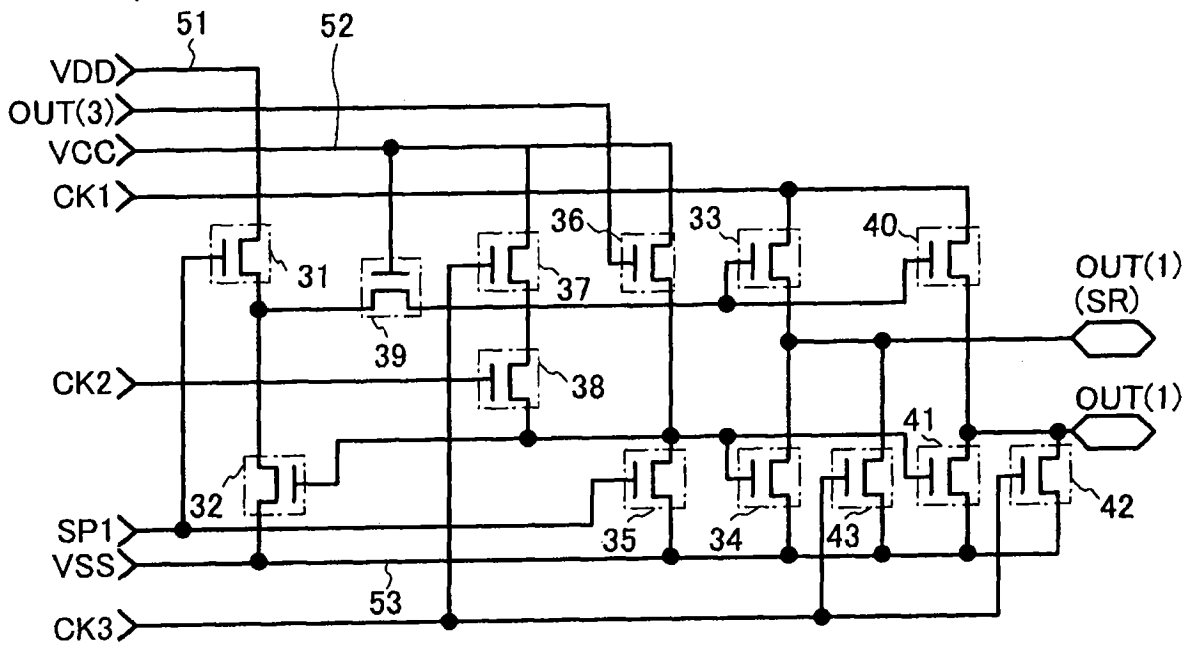 51
52
VDD
OUT(3)
VCC
CK1
36
33
40
31
37
OUT(1)
(SR)
39
CK2
38
OUT(1)
41
32
SP1
35
34
43
42
VSS
53
CK3